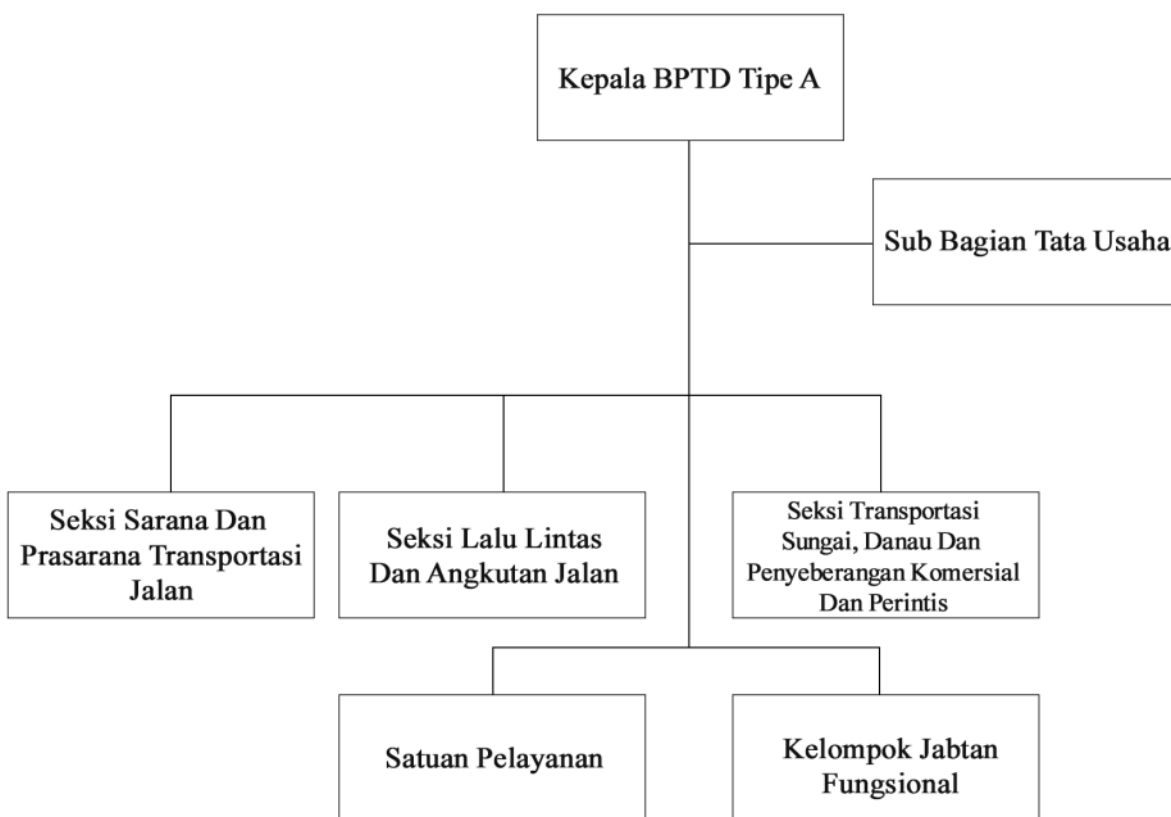 Kepala BPTD Tipe A
Sub Bagian Tata Usaha
Seksi Sarana Dan
Prasarana Transportasi
Jalan
Seksi Lalu Lintas
Dan Angkutan Jalan
Seksi Transportasi
Sungai, Danau Dan
Penyeberangan Komersial
Dan Perintis
Satuan Pelayanan
Kelompok Jabtan
Fungsional